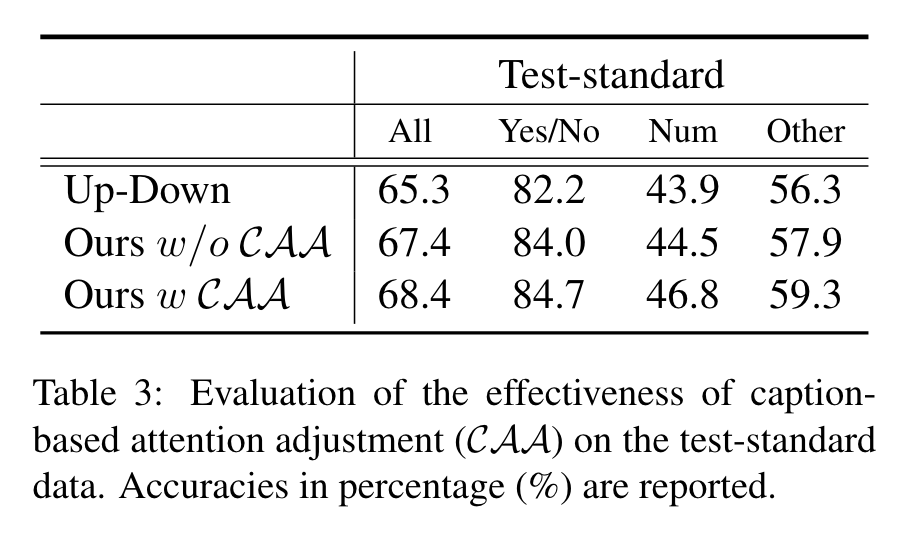 Test-standard
All Yes/No Num Other
Up-Down 65.3 82.2 43.9 56.3
Ours w/o CAA 67.4 84.0 44.5 57.9
Ours w CAA 68.4 84.7 46.8 59.3
Table 3: Evaluation of the effectiveness of caption-
based attention adjustment (CAA) on the test-standard
data. Accuracies in percentage (%) are reported.